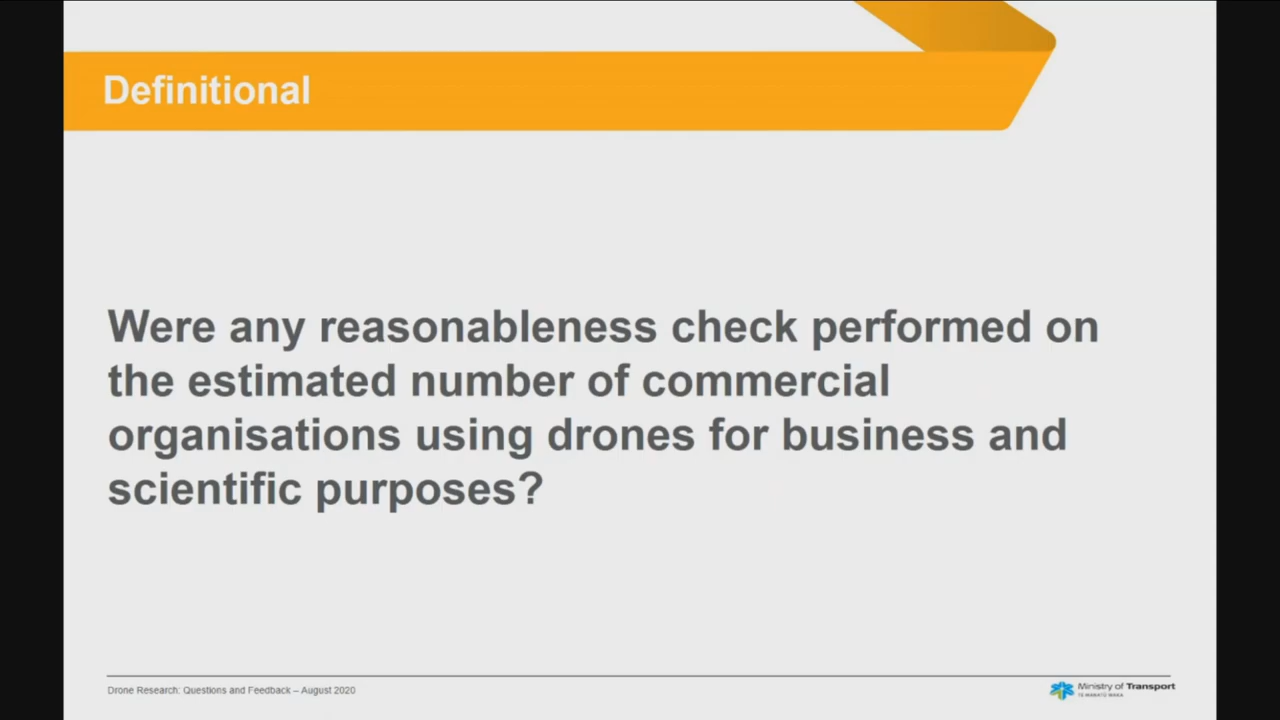 Definitional
Were any reasonableness check performed on
the estimated number of commercial
organisations using drones for business and
scientific purposes?
Drone Research: Questions and Feedback – August 2020
Ministry of Transport
TE MANATŪ WAKA